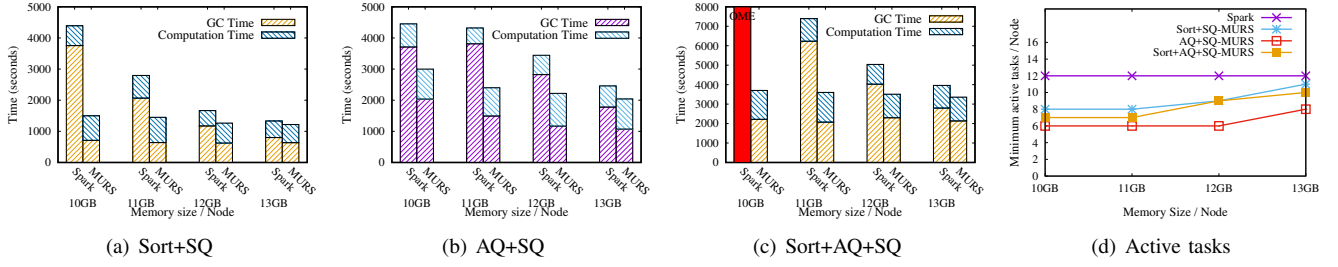 5000
4000
3000
2000
1000
0
Time (seconds)
GC Time
Computation Time
Spark MURS Spark MURS Spark MURS Spark MURS
10GB 11GB 12GB 13GB
Memory size / Node
(a) Sort+SQ
5000
4000
3000
2000
1000
0
Time (seconds)
GC Time
Computation Time
Spark MURS Spark MURS Spark MURS Spark MURS
10GB 11GB 12GB 13GB
Memory size / Node
(b) AQ+SQ
8000
7000
6000
5000
4000
3000
2000
1000
0
Time (seconds)
OME
GC Time
Computation Time
Spark MURS Spark MURS Spark MURS Spark MURS
10GB 11GB 12GB 13GB
Memory size / Node
(c) Sort+AQ+SQ
16
14
12
10
8
6
4
2
0
Minimum active tasks / Node
Spark
Sort+SQ-MURS
AQ+SQ-MURS
Sort+AQ+SQ-MURS
10GB 11GB 12GB 13GB
Memory Size / Node
(d) Active tasks